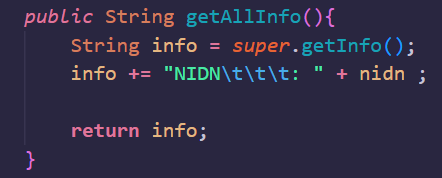 public String getAllInfo(){
    String info = super.getInfo();
    info += "NIDN\t\t\t: " + nidn ;

    return info;
}